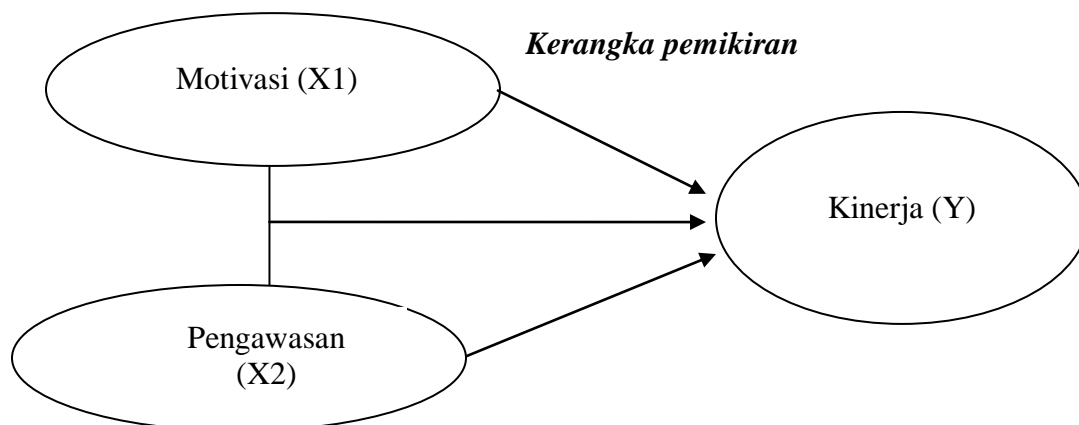 Kerangka pemikiran
Motivasi (X1)
Kinerja (Y)
Pengawasan
(X2)